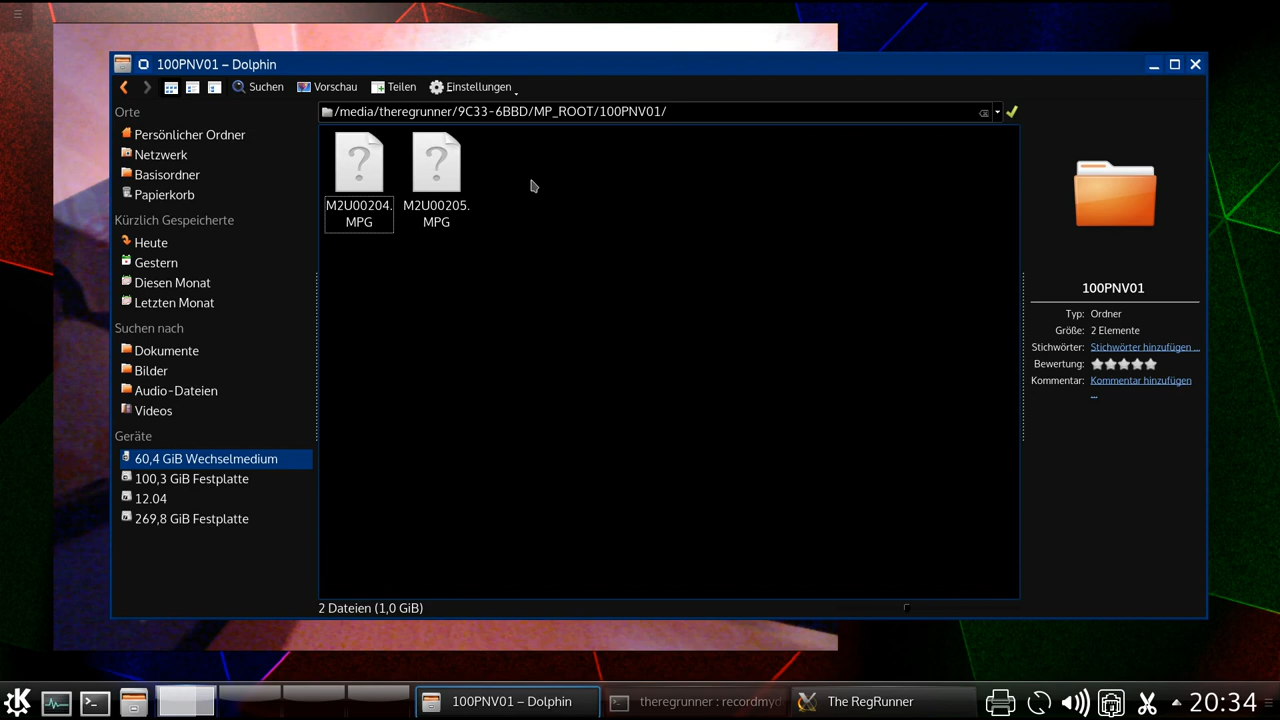 100PNV01 – Dolphin
Suchen
Vorschau
Teilen
Einstellungen
Orte
/media/theregrunner/9C33-6BBD/MP_ROOT/100PNV01/
Persönlicher Ordner
Netzwerk
Basisordner
Papierkorb
Kürzlich Gespeicherte
Heute
Gestern
Diesen Monat
Letzten Monat
Suchen nach
Dokumente
Bilder
Audio-Dateien
Videos
Geräte
60,4 GiB Wechselmedium
100,3 GiB Festplatte
12.04
269,8 GiB Festplatte
M2U00204.
MPG
M2U00205.
MPG
2 Dateien (1,0 GiB)
100PNV01
Typ: Ordner
Größe: 2 Elemente
Stichwörter: Stichwörter hinzufügen ...
Bewertung:
Kommentar: Kommentar hinzufügen
...
100PNV01 – Dolphin
theregrunner : recordmyd
The RegRunner
20:34